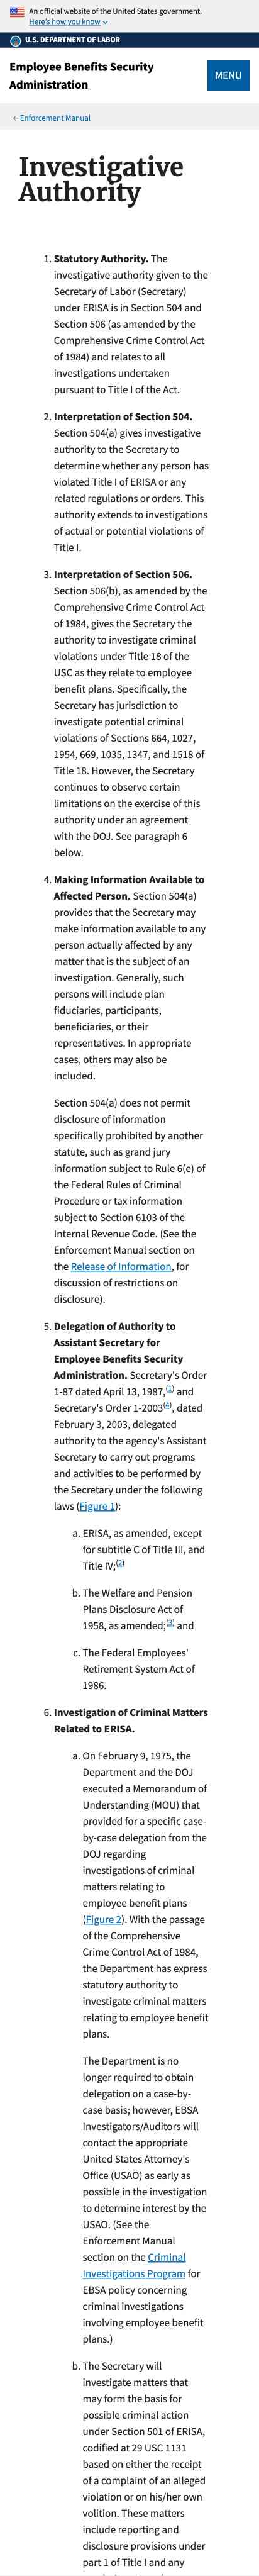 An official website of the United States government.
Here's how you know
U.S. DEPARTMENT OF LABOR
Employee Benefits Security
Administration
MENU
← Enforcement Manual
Investigative
Authority
1. Statutory Authority. The
investigative authority given to the
Secretary of Labor (Secretary)
under ERISA is in Section 504 and
Section 506 (as amended by the
Comprehensive Crime Control Act
of 1984) and relates to all
investigations undertaken
pursuant to Title I of the Act.
2. Interpretation of Section 504.
Section 504(a) gives investigative
authority to the Secretary to
determine whether any person has
violated Title I of ERISA or any
related regulations or orders. This
authority extends to investigations
of actual or potential violations of
Title I.
3. Interpretation of Section 506.
Section 506(b), as amended by the
Comprehensive Crime Control Act
of 1984, gives the Secretary the
authority to investigate criminal
violations under Title 18 of the
USC as they relate to employee
benefit plans. Specifically, the
Secretary has jurisdiction to
investigate potential criminal
violations of Sections 664, 1027,
1954, 669, 1035, 1347, and 1518 of
Title 18. However, the Secretary
continues to observe certain
limitations on the exercise of this
authority under an agreement
with the DOJ. See paragraph 6
below.
4. Making Information Available to
Affected Person. Section 504(a)
provides that the Secretary may
make information available to any
person actually affected by any
matter that is the subject of an
investigation. Generally, such
persons will include plan
fiduciaries, participants,
beneficiaries, or their
representatives. In appropriate
cases, others may also be
included.
Section 504(a) does not permit
disclosure of information
specifically prohibited by another
statute, such as grand jury
information subject to Rule 6(e) of
the Federal Rules of Criminal
Procedure or tax information
subject to Section 6103 of the
Internal Revenue Code. (See the
Enforcement Manual section on
the Release of Information, for
discussion of restrictions on
disclosure).
5. Delegation of Authority to
Assistant Secretary for
Employee Benefits Security
Administration. Secretary's Order
1-87 dated April 13, 1987,(1) and
Secretary's Order 1-2003(4), dated
February 3, 2003, delegated
authority to the agency's Assistant
Secretary to carry out programs
and activities to be performed by
the Secretary under the following
laws (Figure 1):
a. ERISA, as amended, except
for subtitle C of Title III, and
Title IV;(2)
b. The Welfare and Pension
Plans Disclosure Act of
1958, as amended;(3) and
c. The Federal Employees'
Retirement System Act of
1986.
6. Investigation of Criminal Matters
Related to ERISA.
a. On February 9, 1975, the
Department and the DOJ
executed a Memorandum of
Understanding (MOU) that
provided for a specific case-
by-case delegation from the
DOJ regarding
investigations of criminal
matters relating to
employee benefit plans
(Figure 2). With the passage
of the Comprehensive
Crime Control Act of 1984,
the Department has express
statutory authority to
investigate criminal matters
relating to employee benefit
plans.
The Department is no
longer required to obtain
delegation on a case-by-
case basis; however, EBSA
Investigators/Auditors will
contact the appropriate
United States Attorney's
Office (USAO) as early as
possible in the investigation
to determine interest by the
USAO. (See the
Enforcement Manual
section on the Criminal
Investigations Program for
EBSA policy concerning
criminal investigations
involving employee benefit
plans.)
b. The Secretary will
investigate matters that
may form the basis for
possible criminal action
under Section 501 of ERISA,
codified at 29 USC 1131
based on either the receipt
of a complaint of an alleged
violation or on his/her own
volition. These matters
include reporting and
disclosure provisions under
part 1 of Title I and any